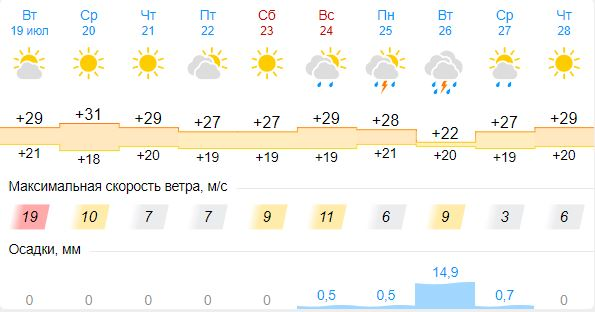 Вт Ср Чт Пт Сб Вс Пн Вт Ср Чт
19 июл 20 21 22 23 24 25 26 27 28
+29 +31 +29 +27 +27 +29 +28 +22 +27 +29
+21 +18 +20 +19 +19 +19 +21 +20 +19 +20
Максимальная скорость ветра, м/с
19 10 7 7 9 11 6 9 3 6
Осадки, мм
0 0 0 0 0 0,5 0,5 14,9 0,7 0